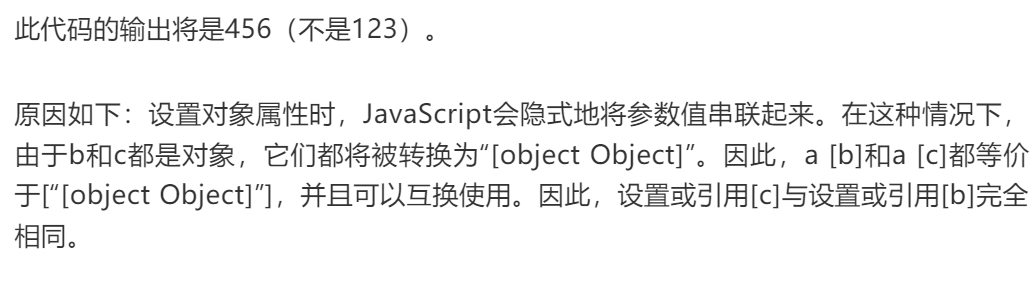 此代码的输出将是456（不是123）。
原因如下：设置对象属性时，JavaScript会隐式地将参数值串联起来。在这种情况下，
由于b和c都是对象，它们都将被转换为“[object Object]”。因此，a [b]和a [c]都等价
于[“[object Object]”]，并且可以互换使用。因此，设置或引用[c]与设置或引用[b]完全
相同。